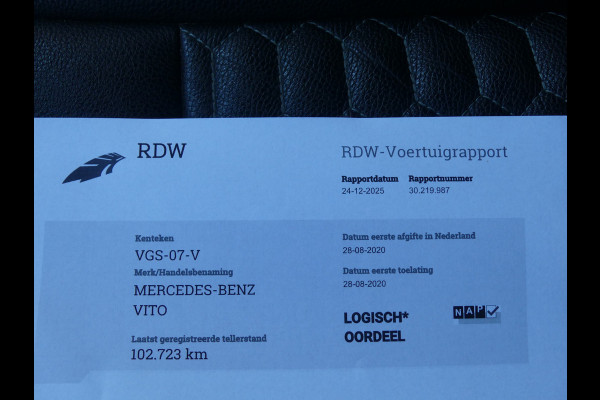 RDW
RDW-Voertuigrapport
Rapportdatum Rapportnummer
24-12-2025 30.219.987
Kenteken
VGS-07-V
Merk/Handelsbenaming
MERCEDES-BENZ
VITO
Laatst geregistreerde tellerstand
102.723 km
Datum eerste afgifte in Nederland
28-08-2020
Datum eerste toelating
28-08-2020
LOGISCH*
OORDEEL
NAP